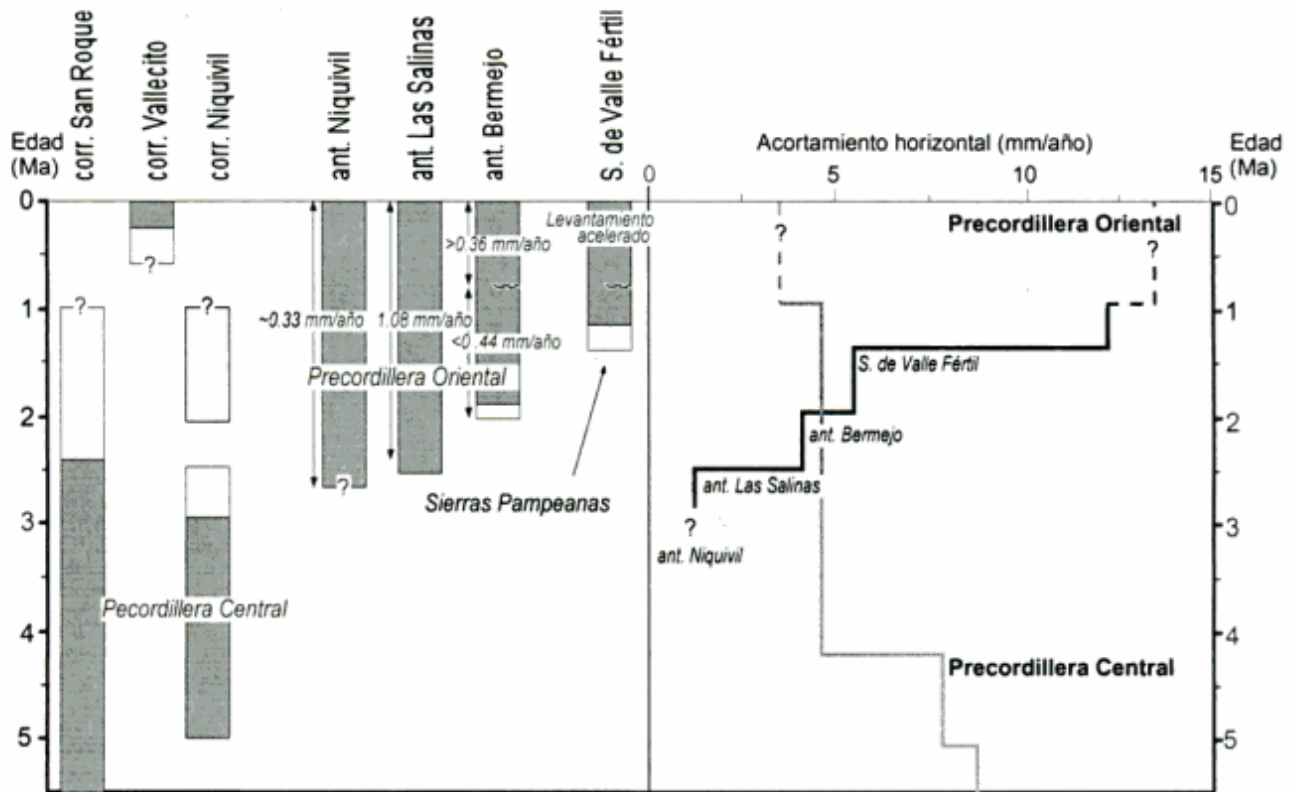 corr. San Roque
corr. Vallecito
corr. Niquivil
ant. Niquivil
ant. Las Salinas
ant. Bermejo
S. de Valle Fértil
Edad
(Ma)
0
1
2
3
4
5
?
?
?
?
~0.33 mm/año
1.08 mm/año
>0.36 mm/año
<0.44 mm/año
Levantamiento
acelerado
Precordillera Oriental
Sierras Pampeanas
Pecordillera Central
Acortamiento horizontal (mm/año)
0
5
10
15
Edad
(Ma)
0
1
2
3
4
5
Precordillera Oriental
?
?
S. de Valle Fértil
ant. Bermejo
ant. Las Salinas
?
ant. Niquivil
Precordillera Central